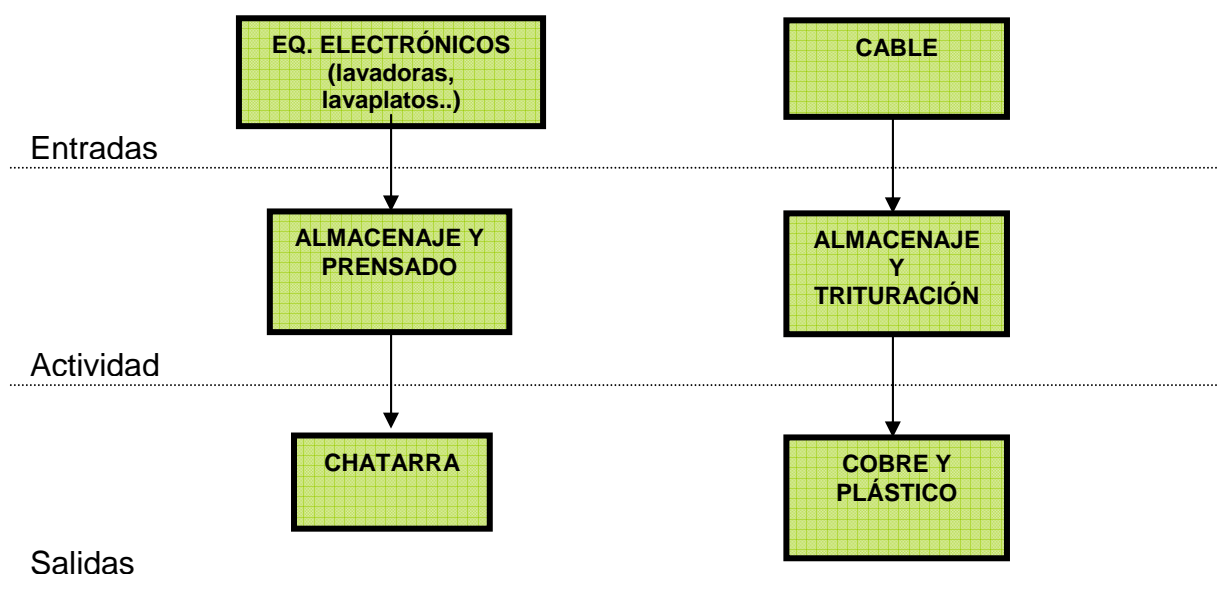 EQ. ELECTRÓNICOS
(lavadoras,
lavaplatos..)
CABLE
Entradas
ALMACENAJE Y
PRENSADO
ALMACENAJE
Y
TRITURACIÓN
Actividad
CHATARRA
COBRE Y
PLÁSTICO
Salidas